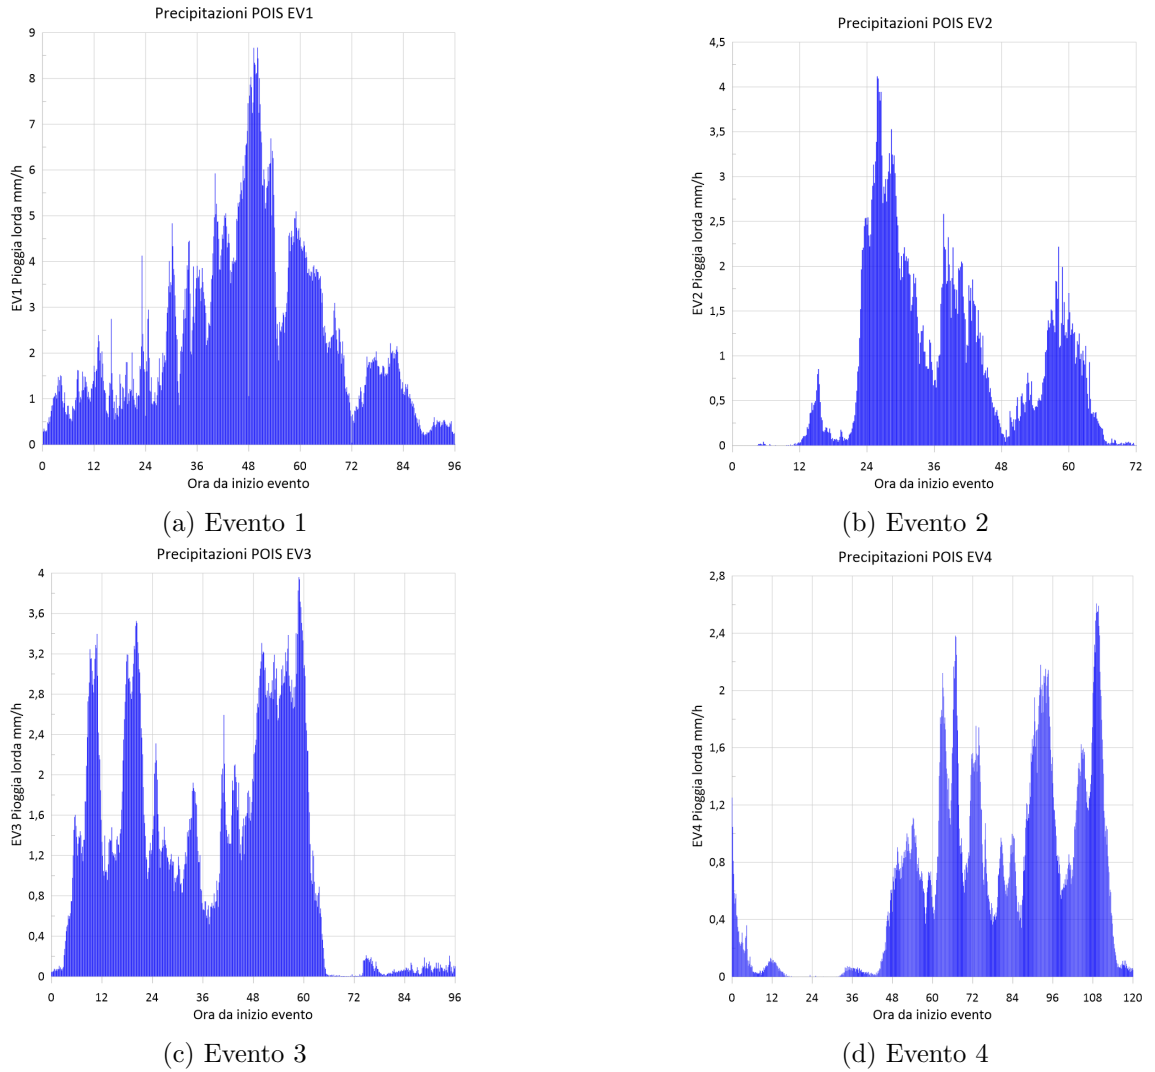 Precipitazioni POIS EV1
9
8
7
6
5
4
3
2
1
0
EV1 Pioggia lorda mm/h
0 12 24 36 48 60 72 84 96
Ora da inizio evento
(a) Evento 1
Precipitazioni POIS EV2
4,5
4
3,5
3
2,5
2
1,5
1
0,5
0
EV2 Pioggia lorda mm/h
0 12 24 36 48 60 72
Ora da inizio evento
(b) Evento 2
Precipitazioni POIS EV3
4
3,6
3,2
2,8
2,4
2
1,6
1,2
0,8
0,4
0
EV3 Pioggia lorda mm/h
0 12 24 36 48 60 72 84 96
Ora da inizio evento
(c) Evento 3
Precipitazioni POIS EV4
2,8
2,4
2
1,6
1,2
0,8
0,4
0
EV4 Pioggia lorda mm/h
0 12 24 36 48 60 72 84 96 108 120
Ora da inizio evento
(d) Evento 4